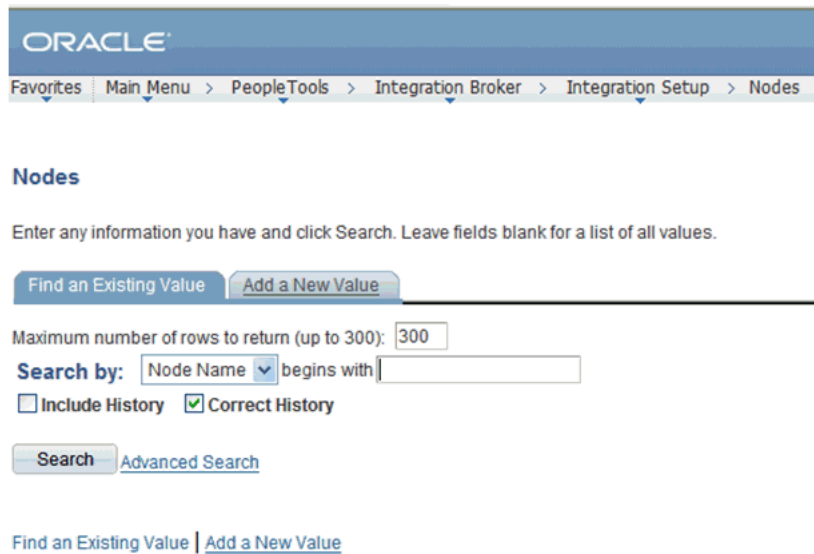 ORACLE
Favorites Main Menu > PeopleTools > Integration Broker > Integration Setup > Nodes
Nodes
Enter any information you have and click Search. Leave fields blank for a list of all values.
Find an Existing Value Add a New Value
Maximum number of rows to return (up to 300): 300
Search by: Node Name begins with
Include History Correct History
Search Advanced Search
Find an Existing Value | Add a New Value